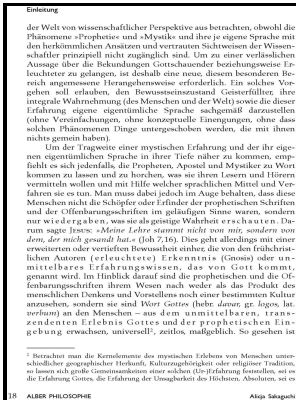 Einleitung
der Welt von wissenschaftlicher Perspektive aus betrachten, obwohl die
Phänomene »Prophetie« und »Mystik« und ihre je eigene Sprache mit
den herkömmlichen Ansätzen und vertrauten Sichtweisen der Wissen-
schaftler prinzipiell nicht zugänglich sind. Um zu einer verlässlichen
Aussage über die Bekundungen Gottschauender beziehungsweise Er-
leuchteter zu gelangen, ist deshalb eine neue, diesem besonderen Be-
reich angemessene Herangehensweise erforderlich. Ein solches Vor-
gehen soll erlauben, den Bewusstseinszustand Geisterfüllter, ihre
integrale Wahrnehmung (des Menschen und der Welt) sowie die dieser
Erfahrung eigene eigentümliche Sprache sachgemäß darzustellen
(ohne Vereinfachungen, ohne konzeptuelle Einengungen, ohne dass
solchen Phänomenen Dinge untergeschoben werden, die mit ihnen
nichts gemein haben).
Um der Tragweite einer mystischen Erfahrung und der ihr eige-
nen eigentümlichen Sprache in ihrer Tiefe näher zu kommen, emp-
fiehlt es sich jedenfalls, die Propheten, Apostel und Mystiker zu Wort
kommen zu lassen und zu horchen, was sie ihren Lesern und Hörern
vermitteln wollen und mit Hilfe welcher sprachlichen Mittel und Ver-
fahren sie es tun. Man muss dabei jedoch im Auge behalten, dass diese
Menschen nicht die Schöpfer oder Erfinder der prophetischen Schriften
und der Offenbarungsschriften im geläufigen Sinne waren, sondern
nur wiedergaben, was sie als geistige Wahrheit erschauten. Da-
rum sagte Jesus: »Meine Lehre stammt nicht von mir, sondern von
dem, der mich gesandt hat.« (Joh 7,16). Dies geht allerdings mit einer
erweiterten oder vertieften Bewusstheit einher, die von den frühchrist-
lichen Autoren (erleuchtete) Erkenntnis (Gnosis) oder un-
mittelbares Erfahrungswissen, das von Gott kommt,
genannt wird. Im Hinblick darauf sind die prophetischen und die Of-
fenbarungsschriften ihrem Wesen nach weder als das Produkt des
menschlichen Denkens und Vorstellens noch einer bestimmten Kultur
anzusehen, sondern sie sind Wort Gottes (hebr. davar, gr. logos, lat.
verbum) an den Menschen – aus dem unmittelbaren, trans-
zendenten Erlebnis Gottes und der prophetischen Ein-
gebung erwachsen, universell², zeitlos, maßgeblich. So gesehen ist
² Betrachtet man die Kernelemente des mystischen Erlebens von Menschen unter-
schiedlicher geographischer Herkunft, Kulturzugehörigkeit oder religiöser Tradition,
so lassen sich große Gemeinsamkeiten einer solchen (Ur-)Erfahrung feststellen, sei es
die Erfahrung Gottes, die Erfahrung der Unsagbarkeit des Höchsten, Absoluten, sei es
18 ALBER PHILOSOPHIE Alicja Sakaguchi